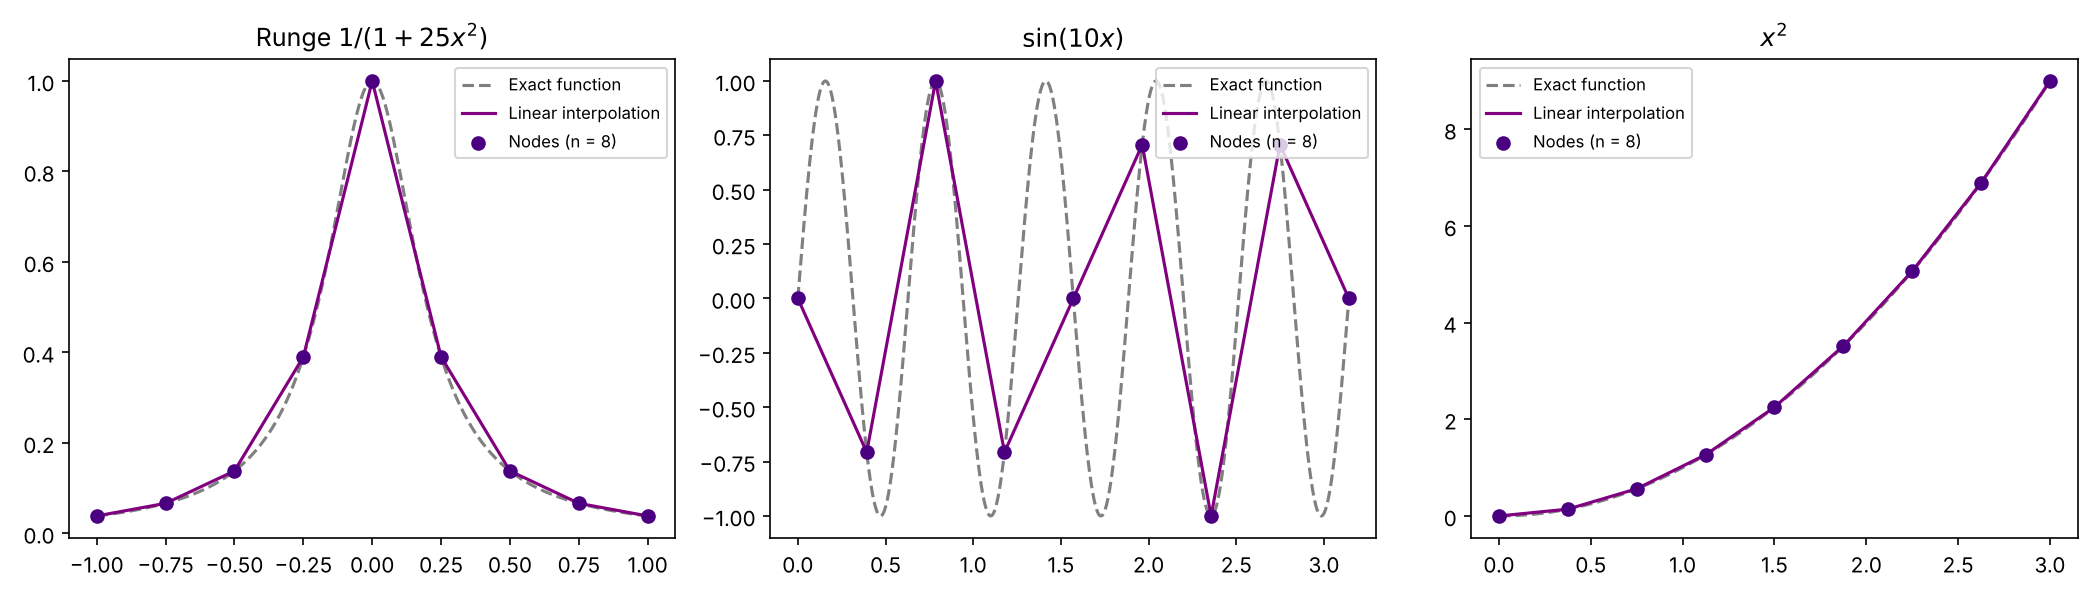 Runge 1/(1 + 25x²)
Exact function
Linear interpolation
Nodes (n = 8)
1.0
0.8
0.6
0.4
0.2
0.0
−1.00 −0.75 −0.50 −0.25 0.00 0.25 0.50 0.75 1.00
sin(10x)
Exact function
Linear interpolation
Nodes (n = 8)
1.00
0.75
0.50
0.25
0.00
−0.25
−0.50
−0.75
−1.00
0.0 0.5 1.0 1.5 2.0 2.5 3.0
x²
Exact function
Linear interpolation
Nodes (n = 8)
8
6
4
2
0
0.0 0.5 1.0 1.5 2.0 2.5 3.0